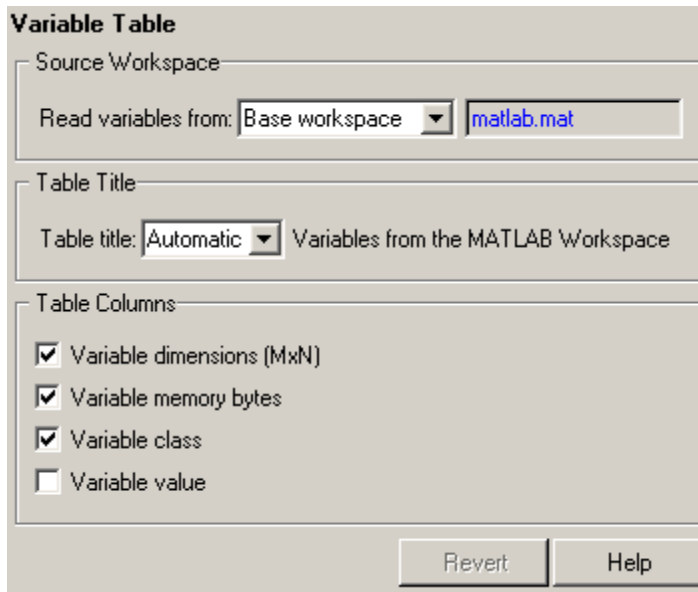 Variable Table
Source Workspace
Read variables from: Base workspace matlab.mat
Table Title
Table title: Automatic Variables from the MATLAB Workspace
Table Columns
Variable dimensions (MxN)
Variable memory bytes
Variable class
Variable value
Revert Help